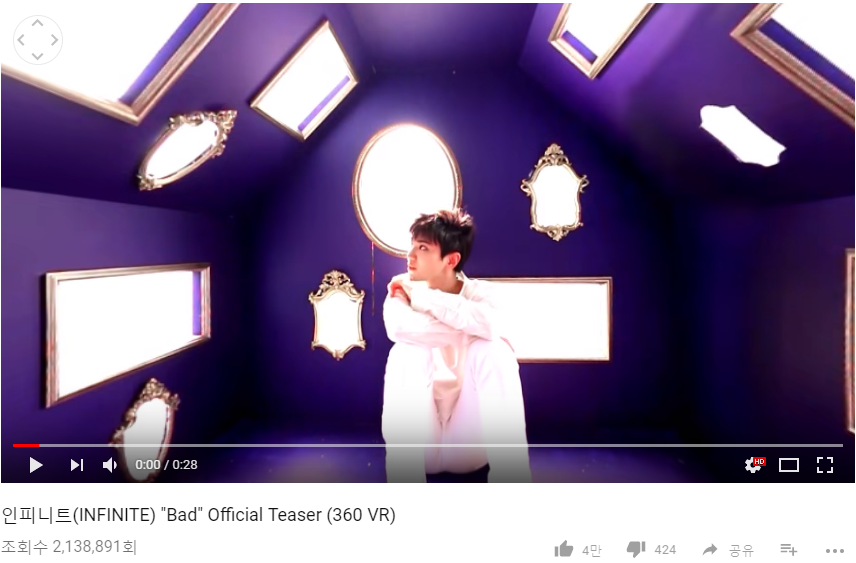 HD
0:00 / 0:28
인피니트(INFINITE) "Bad" Official Teaser (360 VR)
조회수 2,138,891회
4만 424 공유